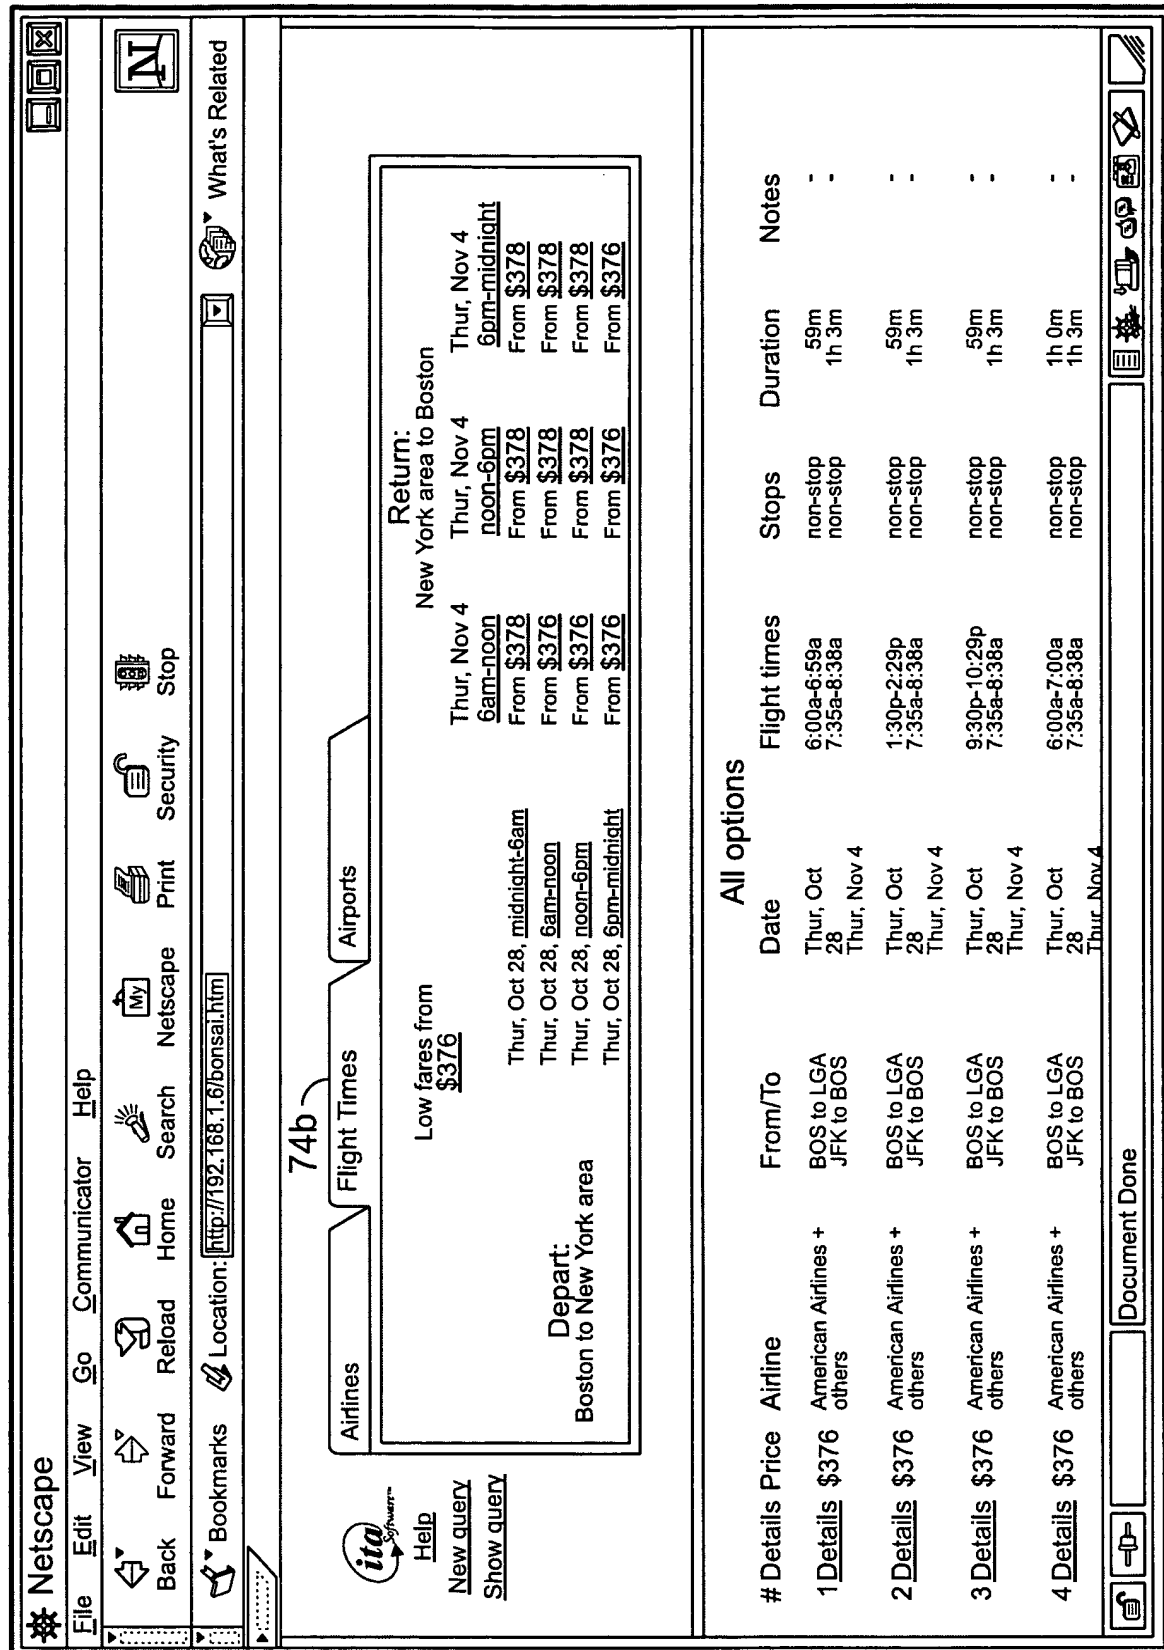 Netscape
File Edit View Go Communicator Help
Back Forward Reload Home Search Netscape Print Security Stop
My
N
Bookmarks Location: http://192.168.1.6/bonsai.htm What's Related
74b
ita Software™
Help
New query
Show query
Airlines Flight Times Airports
Low fares from
$376
Return:
New York area to Boston
Thur, Nov 4 Thur, Nov 4 Thur, Nov 4
6am-noon noon-6pm 6pm-midnight
Depart:
Boston to New York area
Thur, Oct 28, midnight-6am From $378 From $378 From $378
Thur, Oct 28, 6am-noon From $376 From $378 From $378
Thur, Oct 28, noon-6pm From $376 From $378 From $378
Thur, Oct 28, 6pm-midnight From $376 From $376 From $376
All options
# Details Price Airline From/To Date Flight times Stops Duration Notes
1 Details $376 American Airlines + BOS to LGA Thur, Oct 6:00a-6:59a non-stop 59m -
others JFK to BOS 28 7:35a-8:38a non-stop 1h 3m -
Thur, Nov 4
2 Details $376 American Airlines + BOS to LGA Thur, Oct 1:30p-2:29p non-stop 59m -
others JFK to BOS 28 7:35a-8:38a non-stop 1h 3m -
Thur, Nov 4
3 Details $376 American Airlines + BOS to LGA Thur, Oct 9:30p-10:29p non-stop 59m -
others JFK to BOS 28 7:35a-8:38a non-stop 1h 3m -
Thur, Nov 4
4 Details $376 American Airlines + BOS to LGA Thur, Oct 6:00a-7:00a non-stop 1h 0m -
others JFK to BOS 28 7:35a-8:38a non-stop 1h 3m -
Thur, Nov 4
Document Done